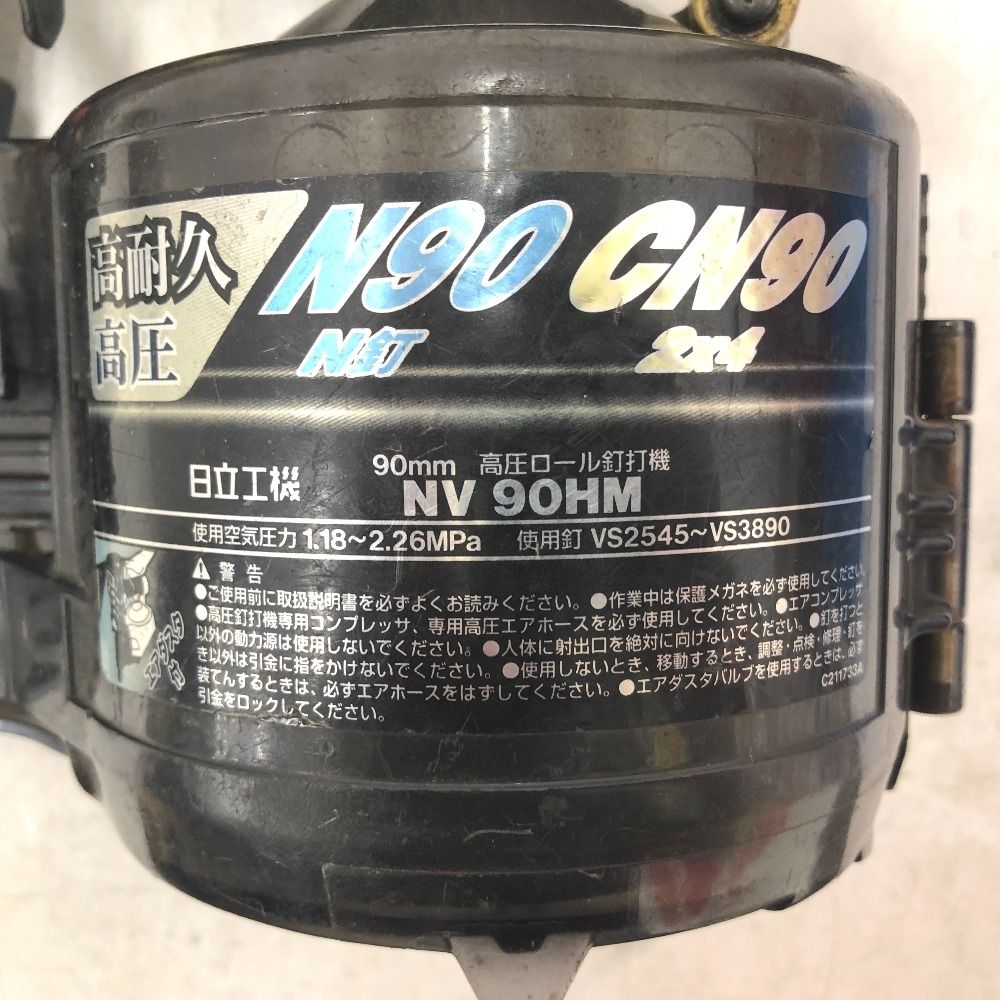 高耐久
高圧
N90 CN90
N釘 2x4
90mm 高圧ロール釘打機
日立工機 NV 90HM
使用空気圧力 1.18~2.26MPa 使用釘 VS2545~VS3890
警告
●ご使用前に取扱説明書を必ずよくお読みください。●作業中は保護メガネを必ず使用してください。
●高圧釘打機専用コンプレッサ、専用高圧エアホースを必ず使用してください。●エアコンプレッサ
以外の動力源は使用しないでください。●人体に射出口を絶対に向けないでください。●釘を打つと
き以外は引金に指をかけないでください。●使用しないとき、移動するとき、調整・点検・修理・釘を
装てんするときは、必ずエアホースをはずしてください。●エアダスタバルブを使用するときは、必ず
引金をロックしてください。
C211733A
エアダスタ